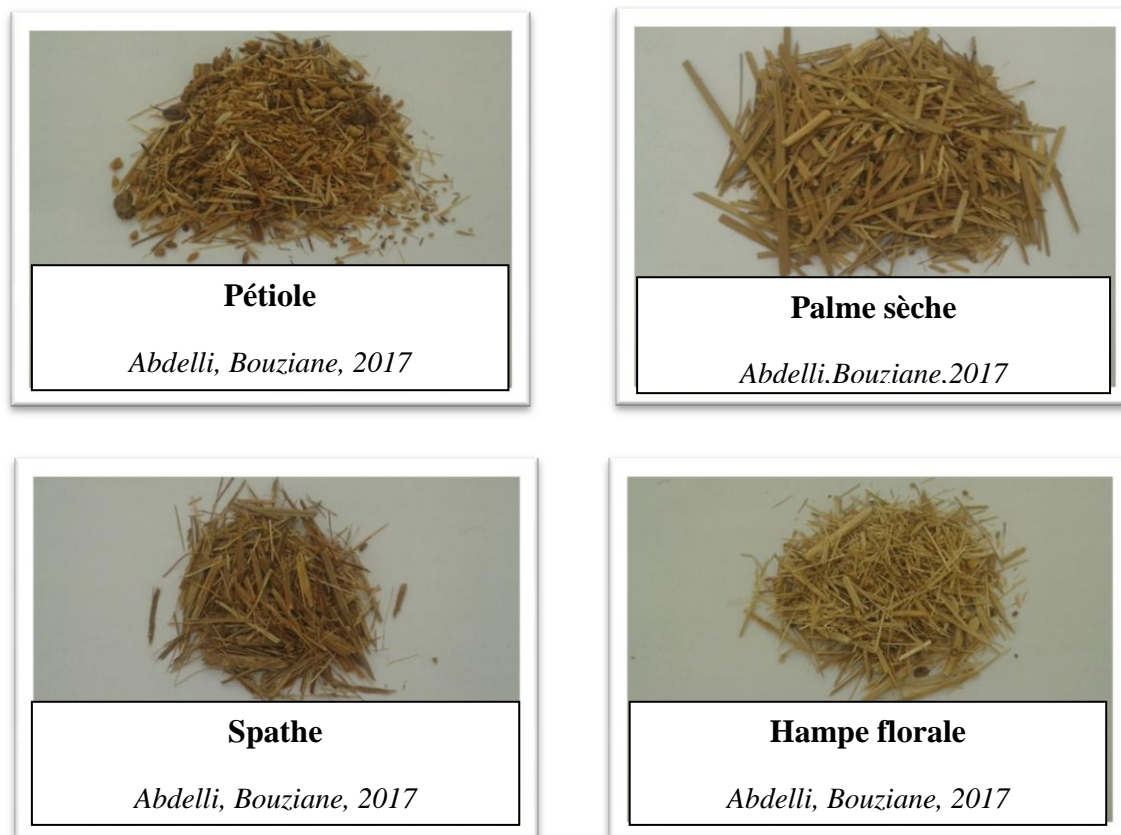 Pétiole
Abdelli, Bouziane, 2017
Palme sèche
Abdelli.Bouziane.2017
Spathe
Abdelli, Bouziane, 2017
Hampe florale
Abdelli, Bouziane, 2017